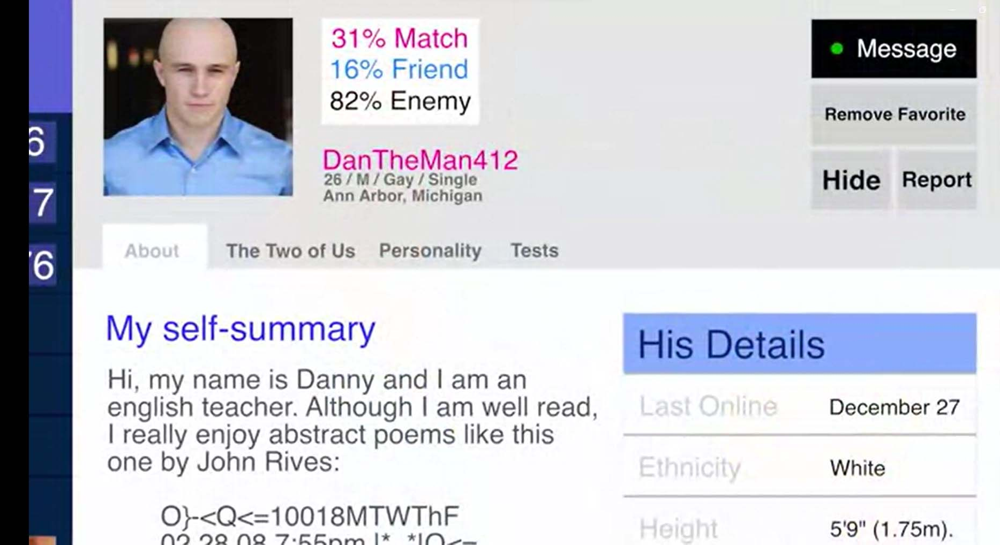 31% Match
16% Friend
82% Enemy
Message
Remove Favorite
Hide Report
DanTheMan412
26 / M / Gay / Single
Ann Arbor, Michigan
6
7
6
About The Two of Us Personality Tests
My self-summary
Hi, my name is Danny and I am an
english teacher. Although I am well read,
I really enjoy abstract poems like this
one by John Rives:
O}-<Q<=10018MTWThF
02.28.08 7:55pm
His Details
Last Online December 27
Ethnicity White
Height 5'9" (1.75m).